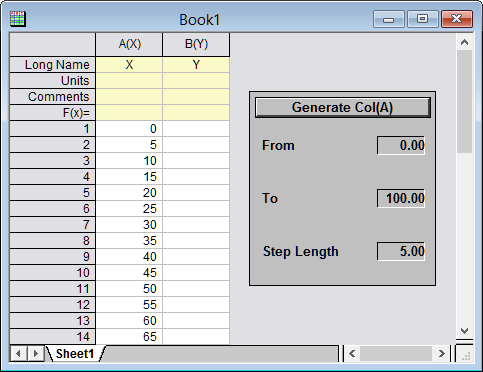 Book1
A(X) B(Y)
Long Name X Y
Units
Comments
F(x)=
1 0
2 5
3 10
4 15
5 20
6 25
7 30
8 35
9 40
10 45
11 50
12 55
13 60
14 65
Sheet1
Generate Col(A)
From 0.00
To 100.00
Step Length 5.00